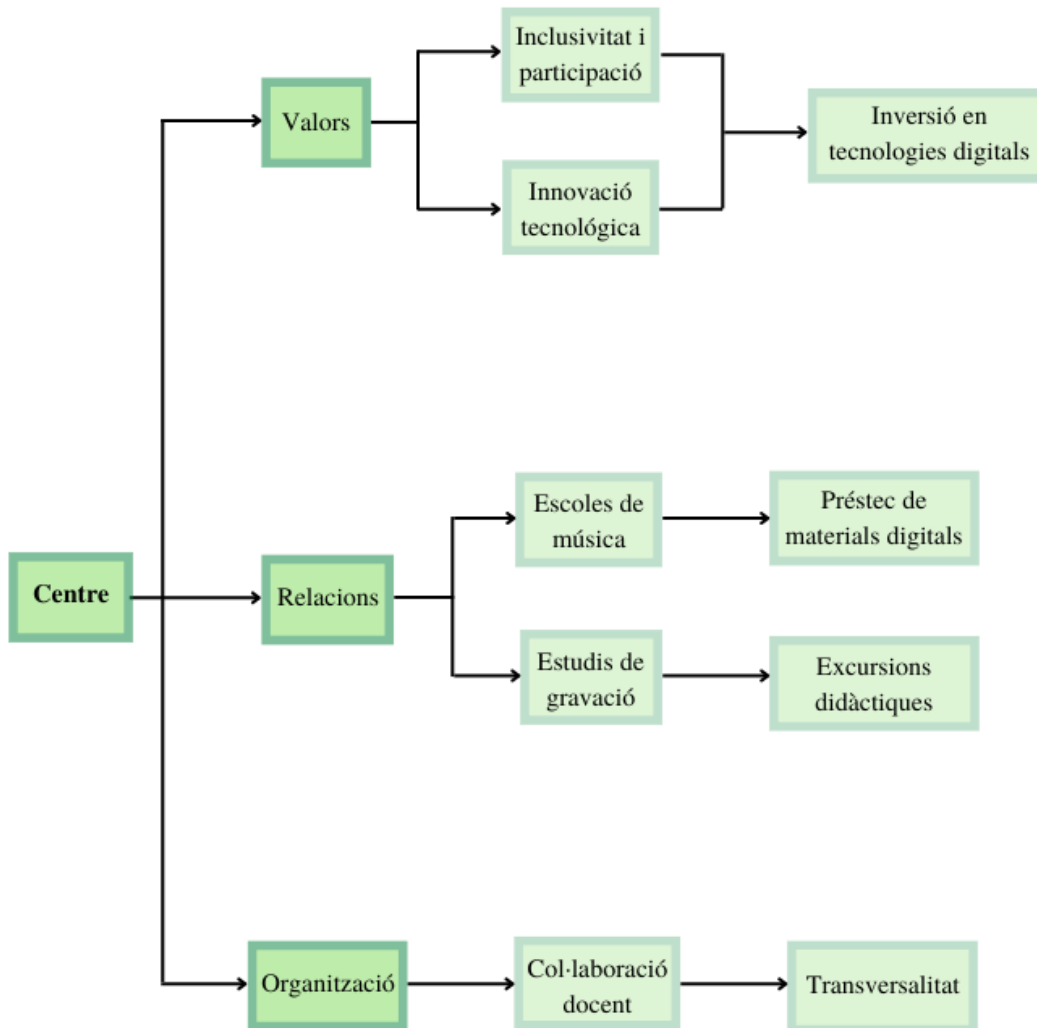 Inclusivitat i
participació
Valors
Inversió en
tecnologies digitals
Innovació
tecnológica
Escoles de
música
Préstec de
materials digitals
Centre
Relacions
Estudis de
gravació
Excursions
didàctiques
Organització
Col·laboració
docent
Transversalitat